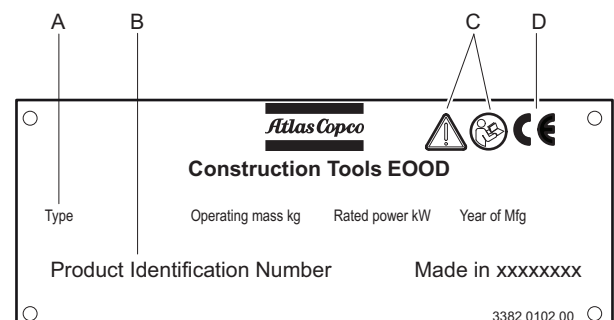 A B C D
Atlas Copco
CE
Construction Tools EOOD
Type Operating mass kg Rated power kW Year of Mfg
Product Identification Number Made in xxxxxxxx
3382 0102 00